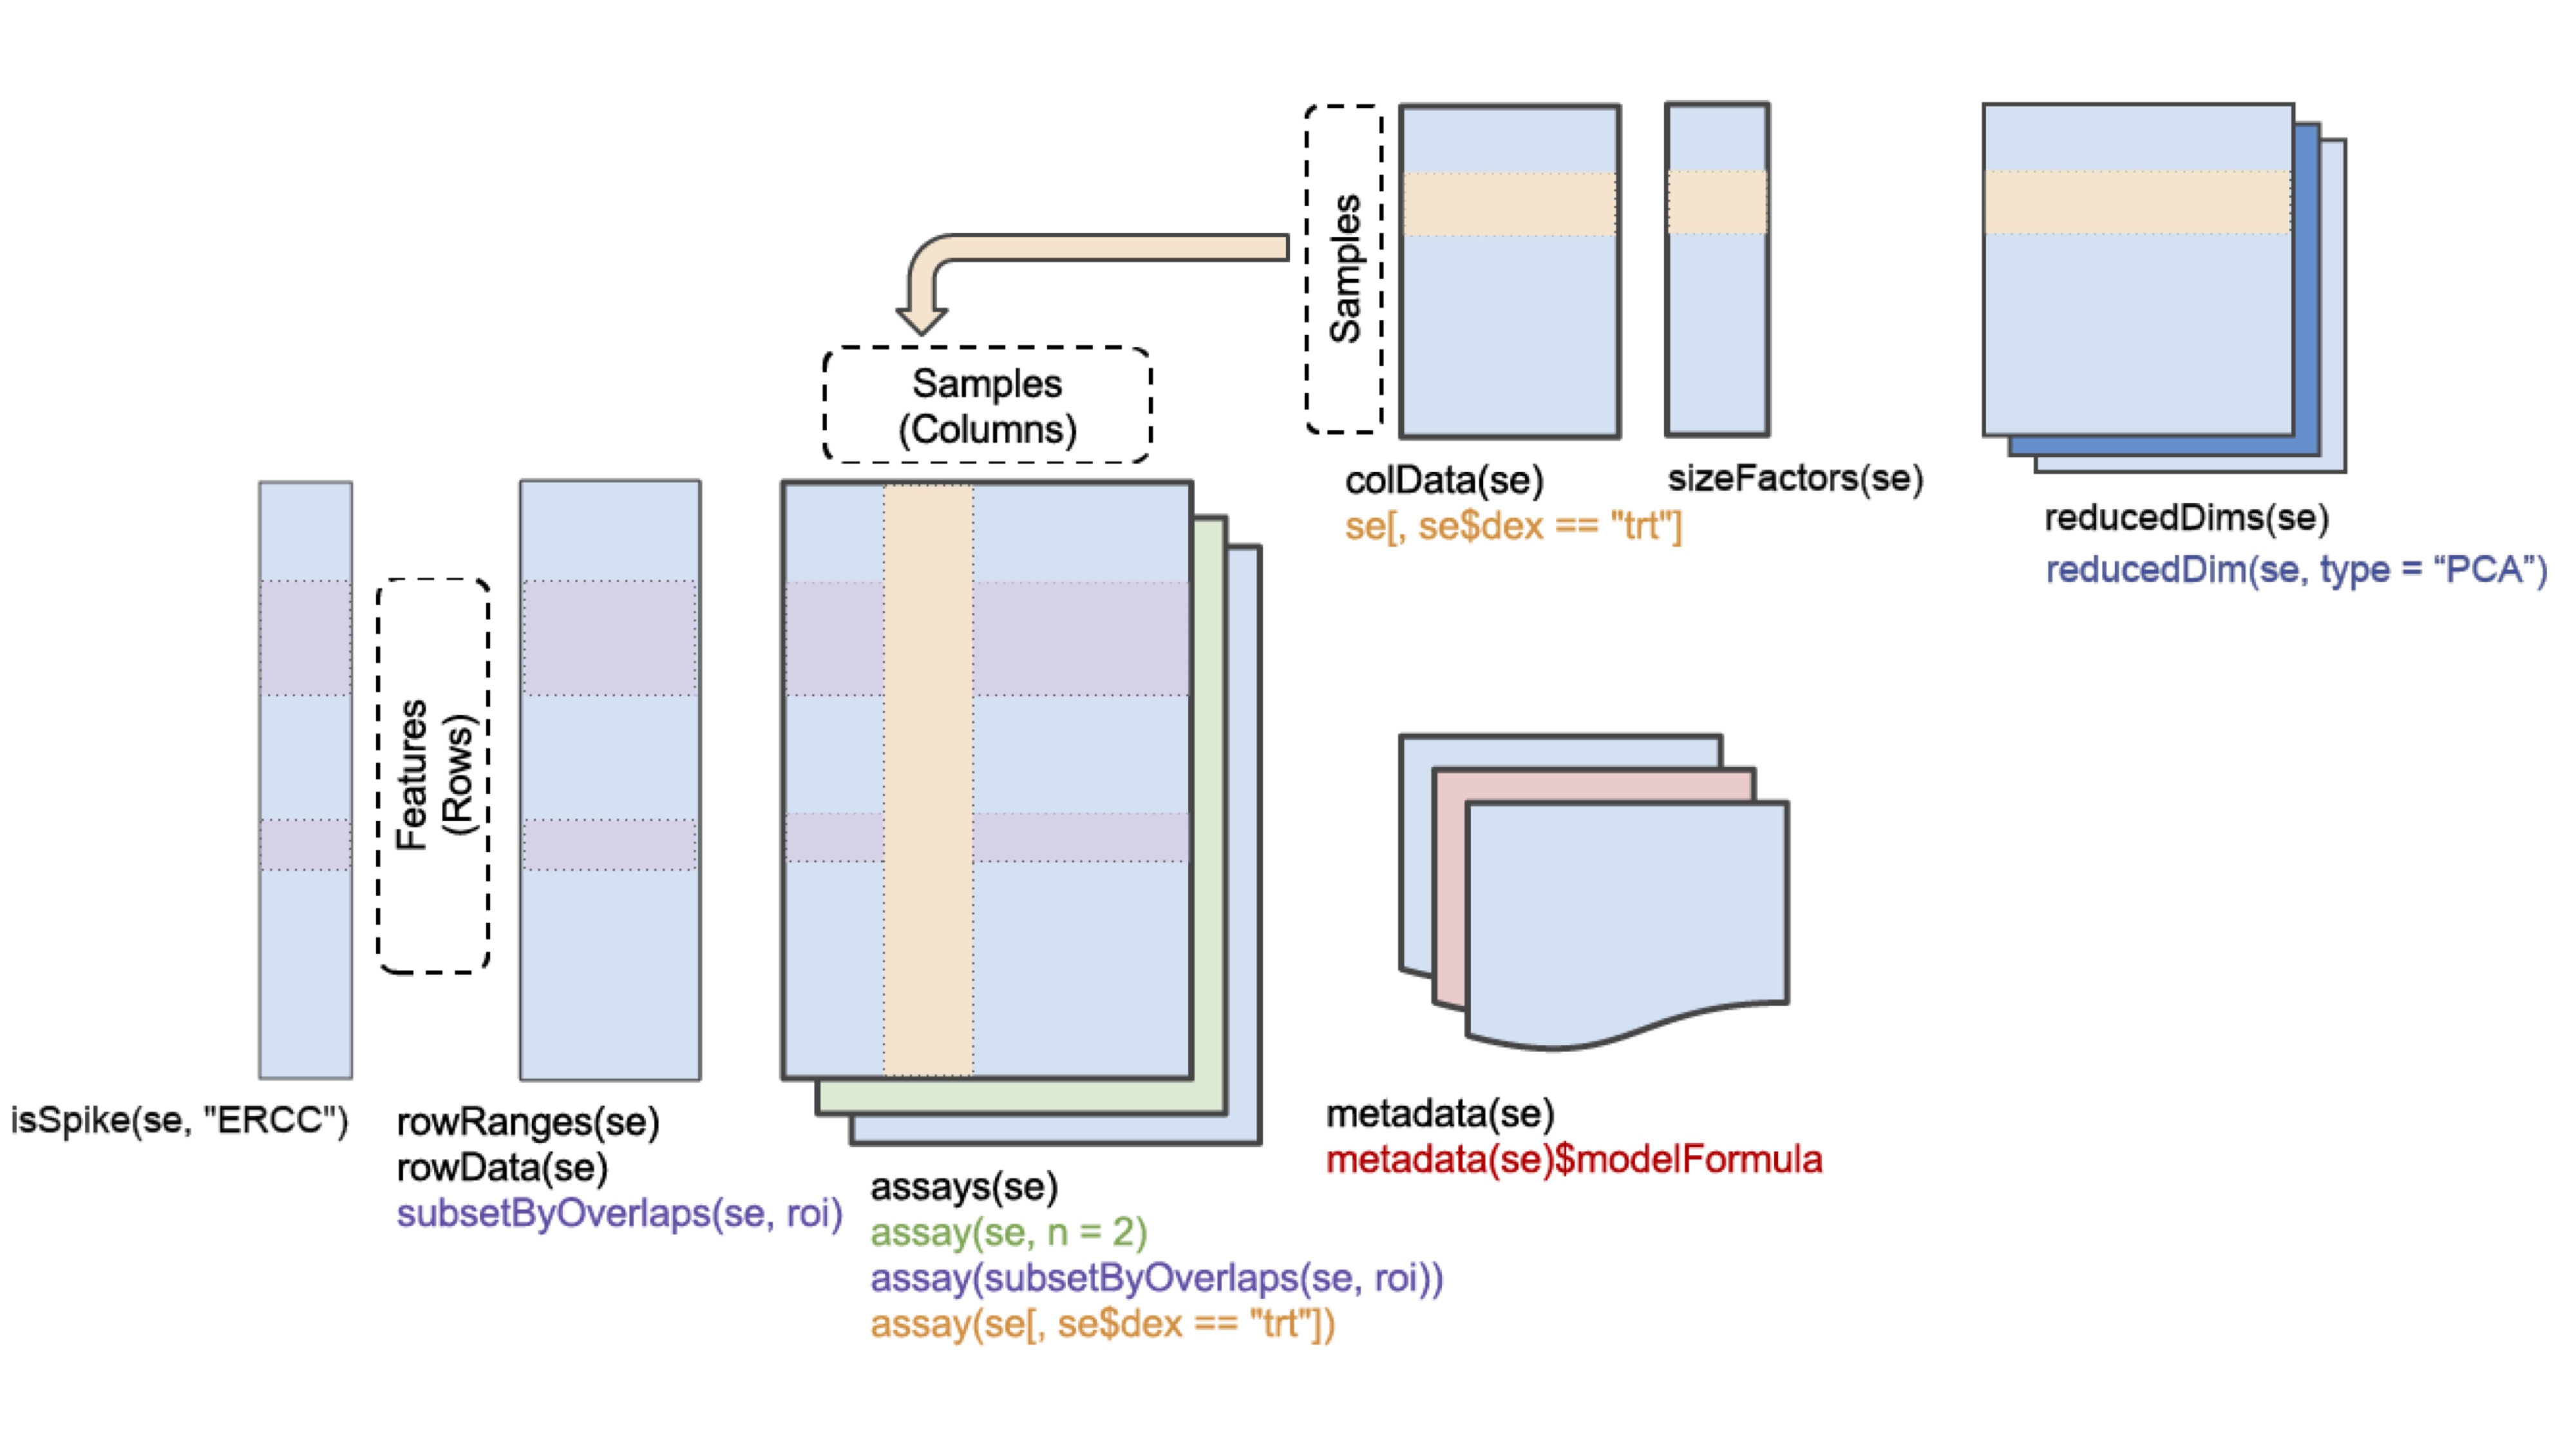 Samples
colData(se)
se[, se$dex == "trt"]
sizeFactors(se)
reducedDims(se)
reducedDim(se, type = “PCA”)
Samples
(Columns)
Features
(Rows)
isSpike(se, "ERCC")
rowRanges(se)
rowData(se)
subsetByOverlaps(se, roi)
assays(se)
assay(se, n = 2)
assay(subsetByOverlaps(se, roi))
assay(se[, se$dex == "trt"])
metadata(se)
metadata(se)$modelFormula